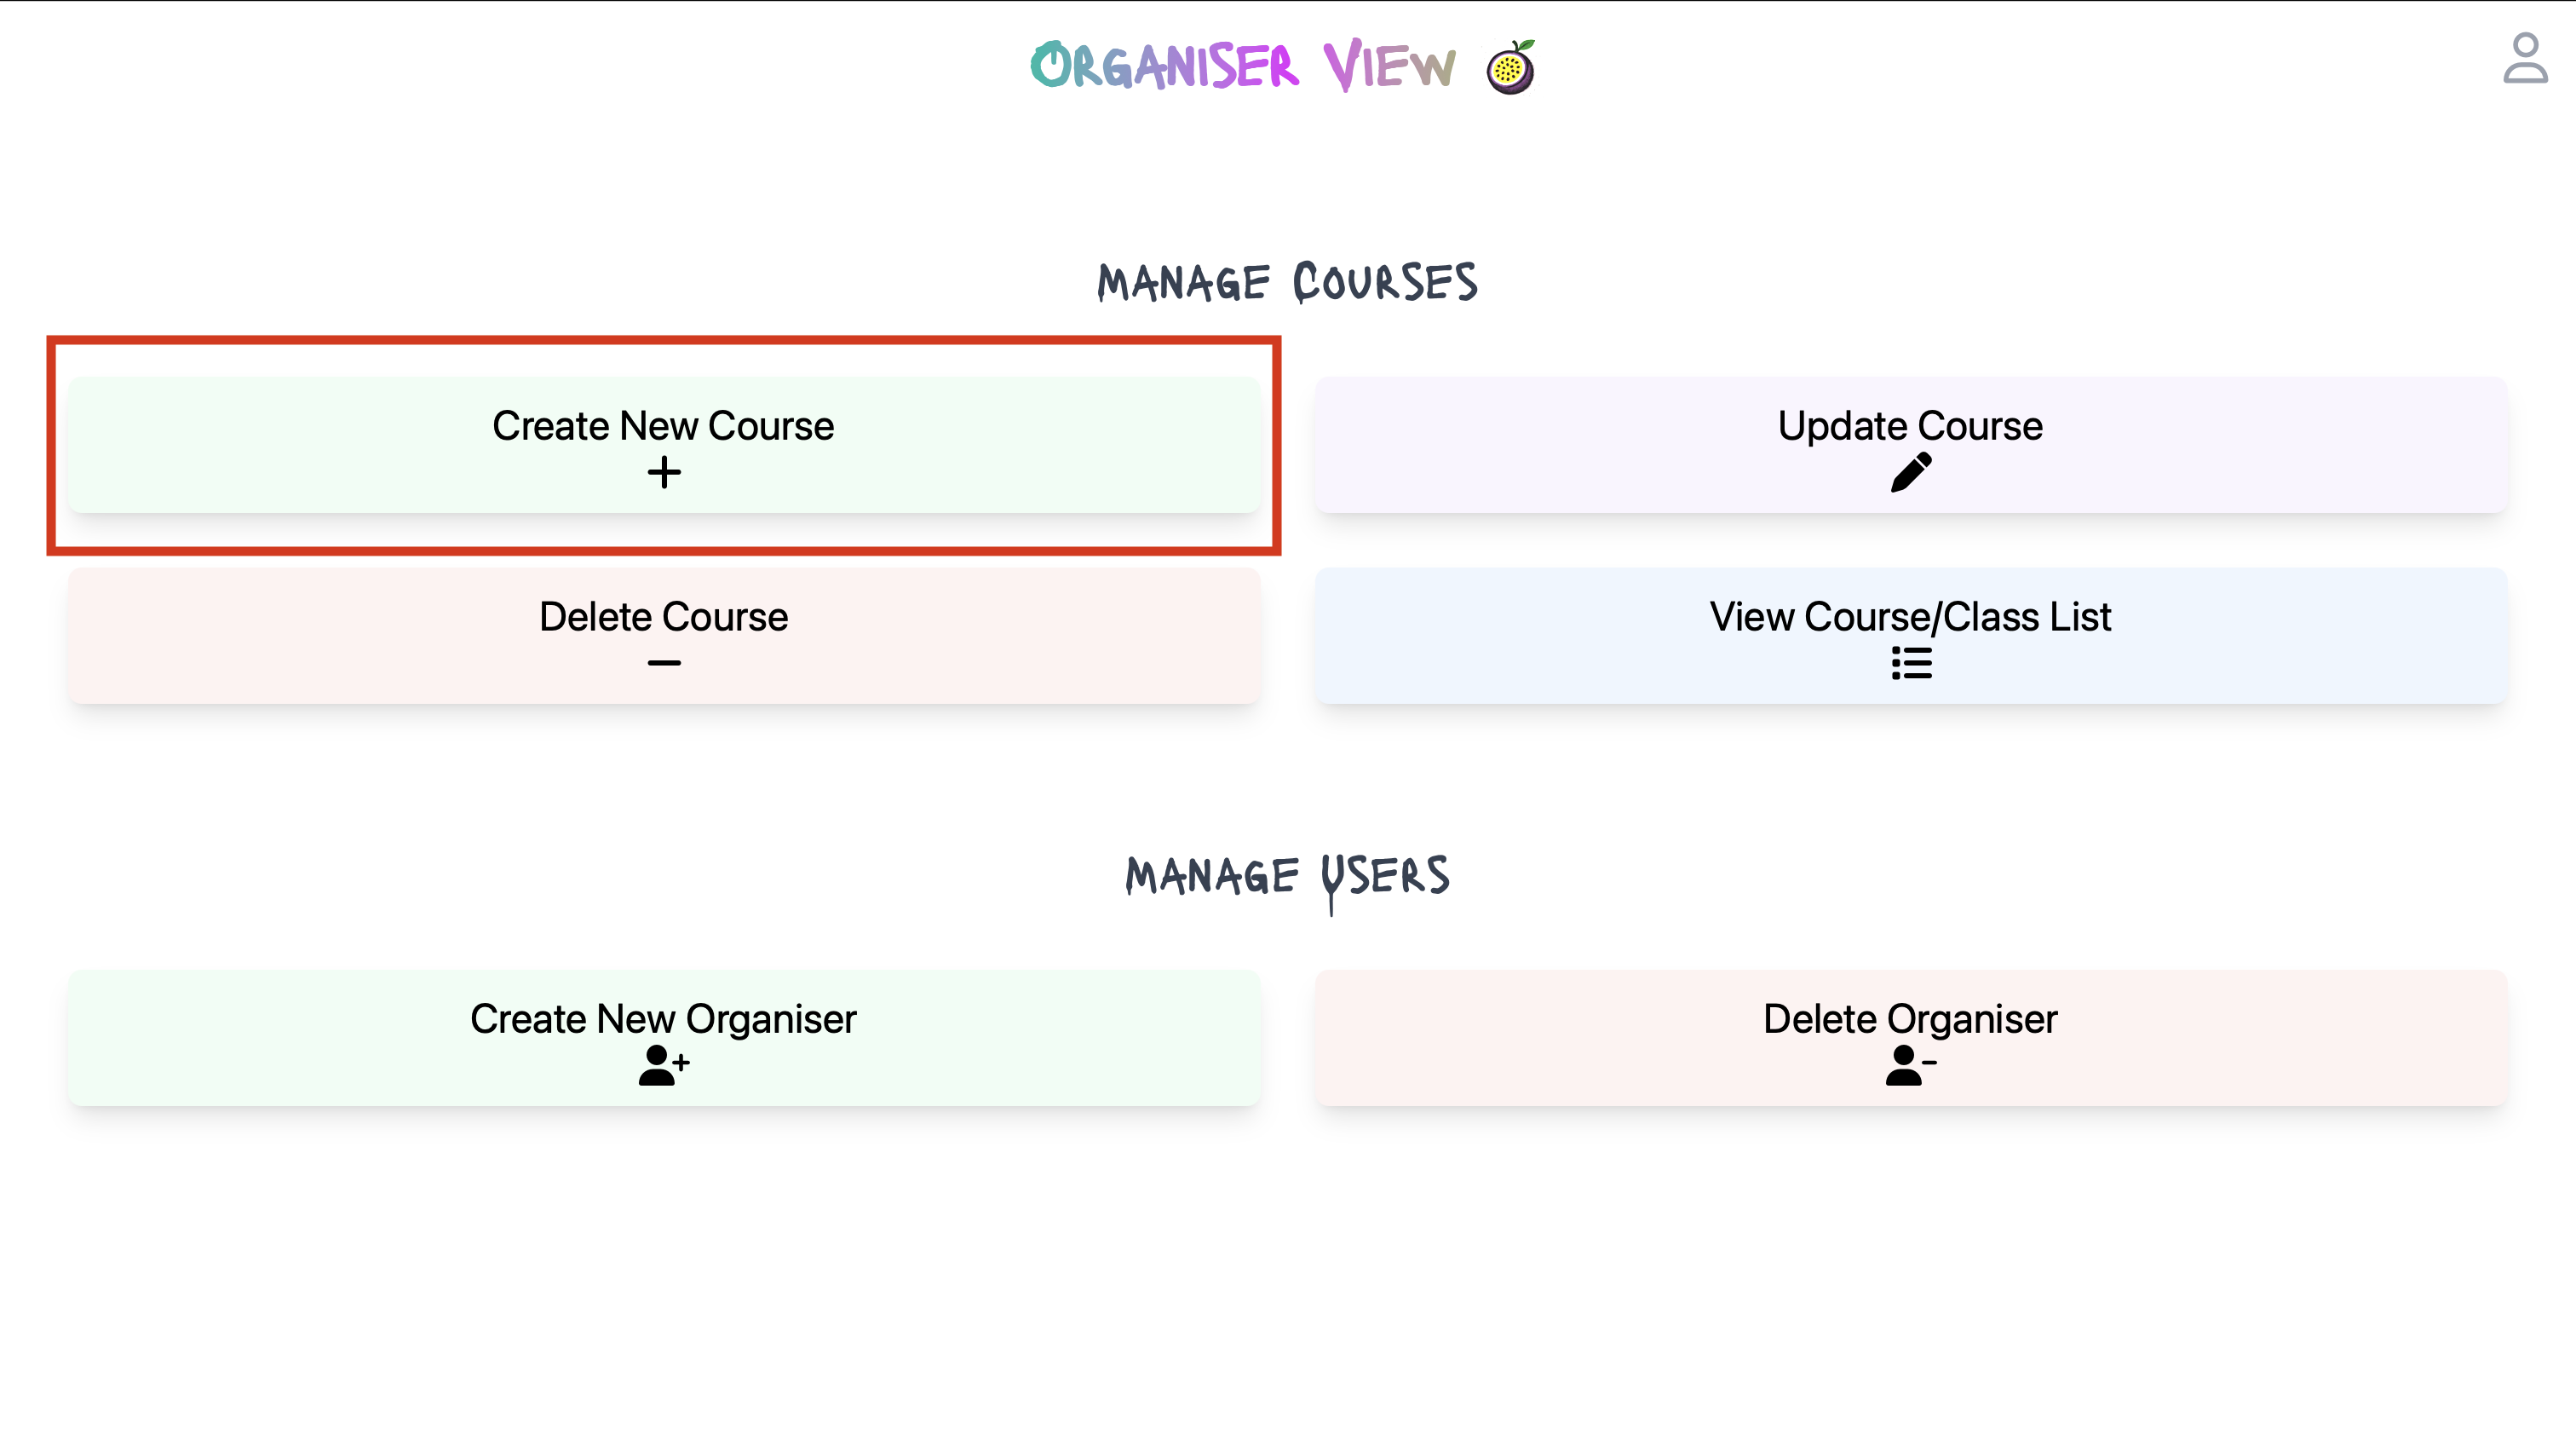 Organiser View
Manage Courses
Create New Course
Update Course
Delete Course
View Course/Class List
Manage Users
Create New Organiser
Delete Organiser